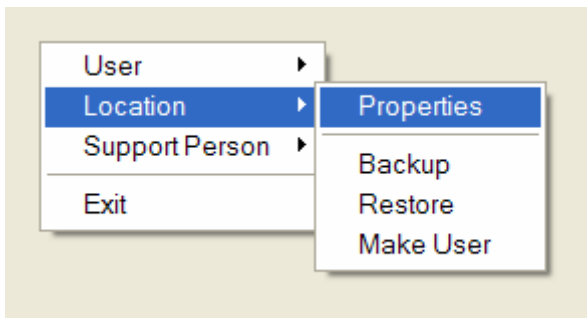 User
Location
Support Person
Exit
Properties
Backup
Restore
Make User